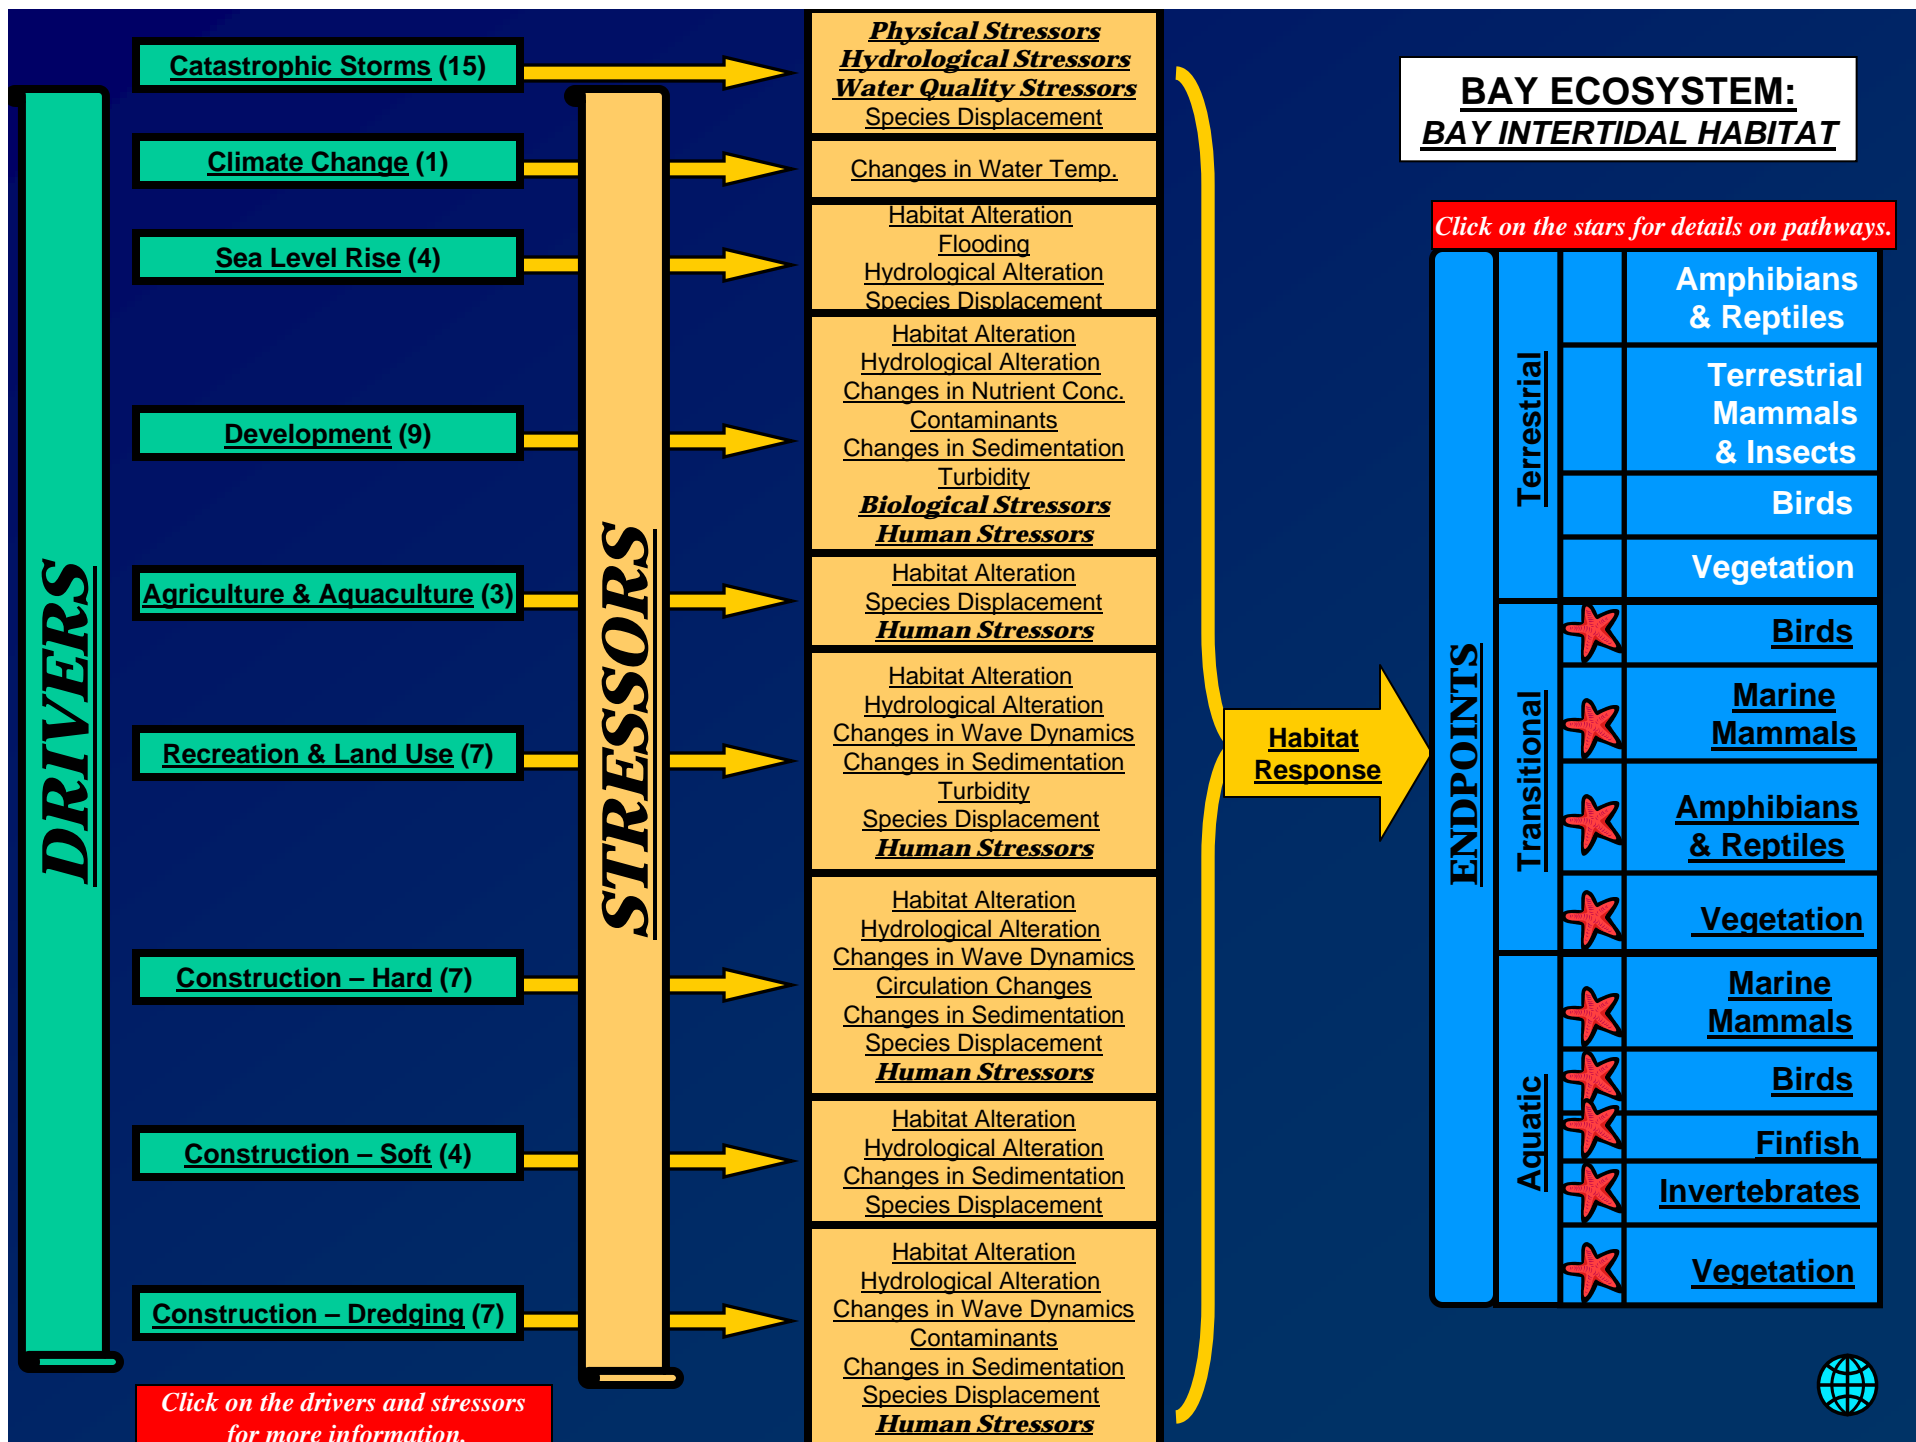 BAY ECOSYSTEM:
BAY INTERTIDAL HABITAT
DRIVERS
Catastrophic Storms (15)
Climate Change (1)
Sea Level Rise (4)
Development (9)
Agriculture & Aquaculture (3)
Recreation & Land Use (7)
Construction – Hard (7)
Construction – Soft (4)
Construction – Dredging (7)
Click on the drivers and stressors
for more information.
STRESSORS
Physical Stressors
Hydrological Stressors
Water Quality Stressors
Species Displacement
Changes in Water Temp.
Habitat Alteration
Flooding
Hydrological Alteration
Species Displacement
Habitat Alteration
Hydrological Alteration
Changes in Nutrient Conc.
Contaminants
Changes in Sedimentation
Turbidity
Biological Stressors
Human Stressors
Habitat Alteration
Species Displacement
Human Stressors
Habitat Alteration
Hydrological Alteration
Changes in Wave Dynamics
Changes in Sedimentation
Turbidity
Species Displacement
Human Stressors
Habitat Alteration
Hydrological Alteration
Changes in Wave Dynamics
Circulation Changes
Changes in Sedimentation
Species Displacement
Human Stressors
Habitat Alteration
Hydrological Alteration
Changes in Sedimentation
Species Displacement
Habitat Alteration
Hydrological Alteration
Changes in Wave Dynamics
Contaminants
Changes in Sedimentation
Species Displacement
Human Stressors
Habitat
Response
Click on the stars for details on pathways.
ENDPOINTS
Terrestrial
Amphibians
& Reptiles
Terrestrial
Mammals
& Insects
Birds
Vegetation
Transitional
Birds
Marine
Mammals
Amphibians
& Reptiles
Vegetation
Aquatic
Marine
Mammals
Birds
Finfish
Invertebrates
Vegetation